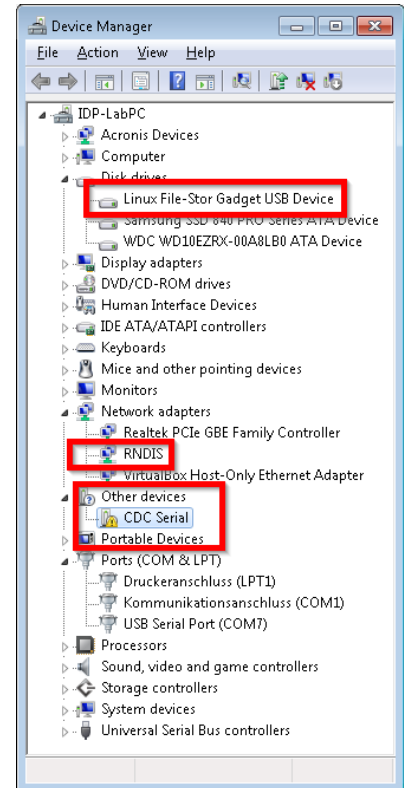 Device Manager
File Action View Help
IDP-LabPC
Acronis Devices
Computer
Disk drives
Linux File-Stor Gadget USB Device
Samsung SSD 840 PRO Series ATA Device
WDC WD10EZRX-00A8LB0 ATA Device
Display adapters
DVD/CD-ROM drives
Human Interface Devices
IDE ATA/ATAPI controllers
Keyboards
Mice and other pointing devices
Monitors
Network adapters
Realtek PCIe GBE Family Controller
RNDIS
VirtualBox Host-Only Ethernet Adapter
Other devices
CDC Serial
Portable Devices
Ports (COM & LPT)
Druckeranschluss (LPT1)
Kommunikationsanschluss (COM1)
USB Serial Port (COM7)
Processors
Sound, video and game controllers
Storage controllers
System devices
Universal Serial Bus controllers